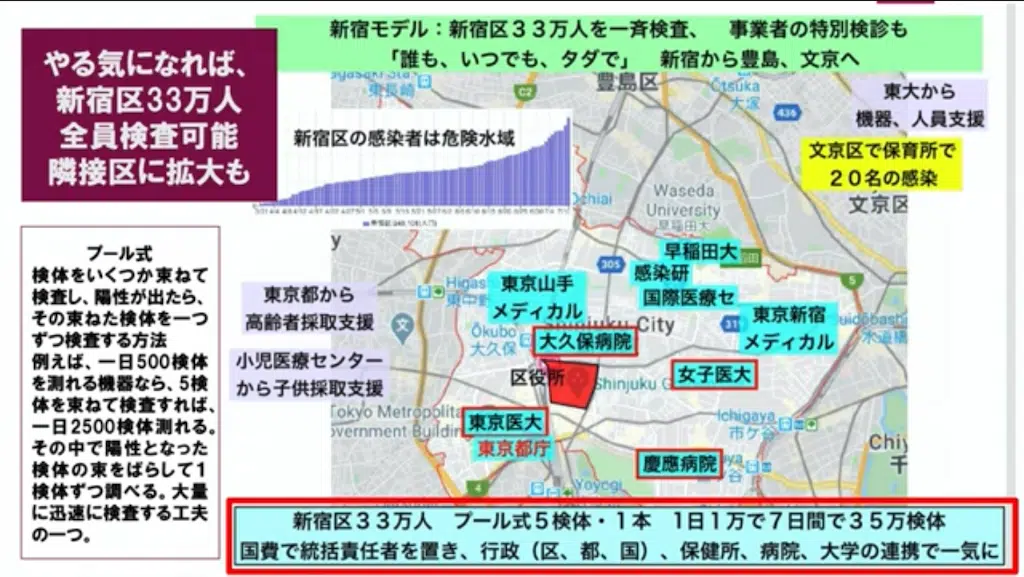 新宿モデル：新宿区３３万人を一斉検査、　事業者の特別検診も
「誰も、いつでも、タダで」　新宿から豊島、文京へ
やる気になれば、
新宿区33万人
全員検査可能
隣接区に拡大も
新宿区の感染者は危険水域
豊島区
東長崎
C2
Otsuka
大塚
436
東大から
機器、人員支援
文京区で保育所で
２０名の感染
文京区
Waseda
University
早稲田大学
プール式
検体をいくつか束ねて
検査し、陽性が出たら、
その束ねた検体を一つ
ずつ検査する方法
例えば、一日500検体
を測れる機器なら、5検
体を束ねて検査すれば、
一日2500検体測れる。
その中で陽性となった
検体の束をばらして1
検体ずつ調べる。大量
に迅速に検査する工夫
の一つ。
東京都から
高齢者採取支援
小児医療センター
から子供採取支援
305
早稲田大
感染研
国際医療セ
東京山手
メディカル
東京新宿
メディカル
5
Shinjuku City
Ōkubo
大久保
大久保病院
水道橋
区役所
Shinjuku G
女子医大
Tokyo Metropolita
vernment Buildin
東京医大
東京都庁
Ichigaya
市ケ谷
慶應病院
4
Yoyogi
Chiy
千
新宿区３３万人　プール式５検体・１本　１日１万で７日間で３５万検体
国費で統括責任者を置き、行政（区、都、国）、保健所、病院、大学の連携で一気に